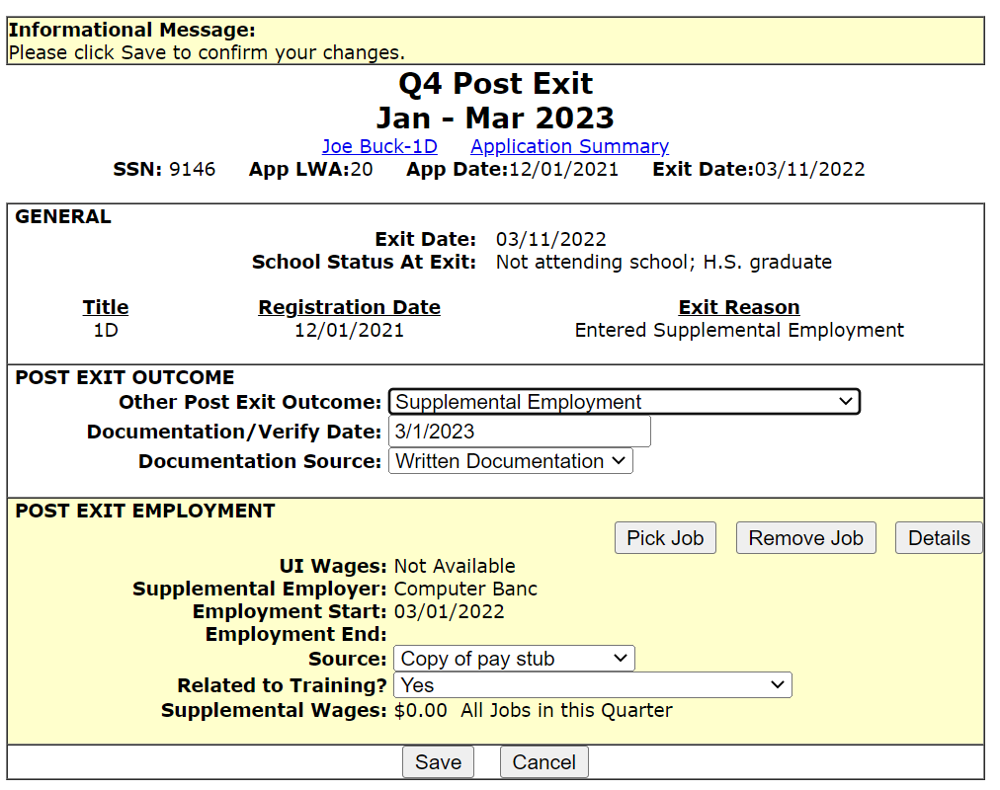 Informational Message:
Please click Save to confirm your changes.
Q4 Post Exit
Jan - Mar 2023
Joe Buck-1D Application Summary
SSN: 9146 App LWA:20 App Date:12/01/2021 Exit Date:03/11/2022
GENERAL
Exit Date: 03/11/2022
School Status At Exit: Not attending school; H.S. graduate
Title Registration Date Exit Reason
1D 12/01/2021 Entered Supplemental Employment
POST EXIT OUTCOME
Other Post Exit Outcome: Supplemental Employment
Documentation/Verify Date: 3/1/2023
Documentation Source: Written Documentation
POST EXIT EMPLOYMENT
Pick Job Remove Job Details
UI Wages: Not Available
Supplemental Employer: Computer Banc
Employment Start: 03/01/2022
Employment End:
Source: Copy of pay stub
Related to Training? Yes
Supplemental Wages: $0.00 All Jobs in this Quarter
Save Cancel